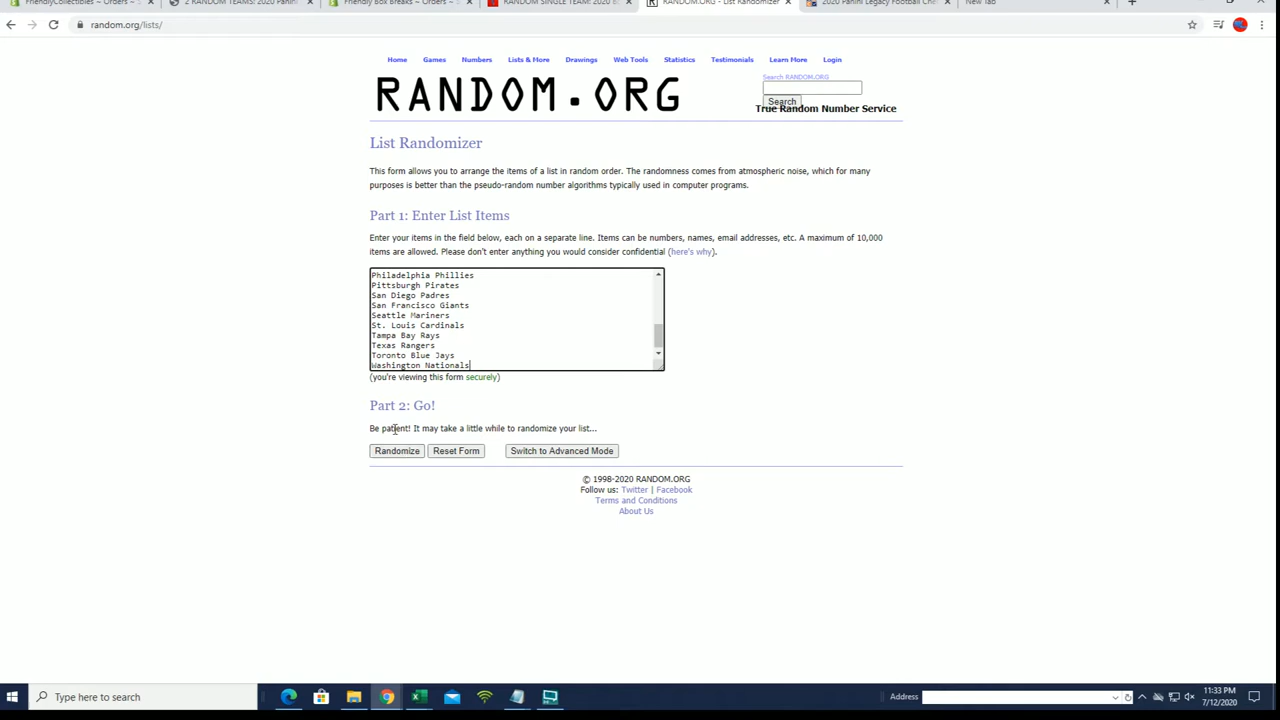 FriendlyCollectibles ~ Orders ~
2 RANDOM TEAMS: 2020 Panini
Friendly Box Breaks ~ Orders ~
RANDOM SINGLE TEAM: 2020
RANDOM.ORG - List Randomizer
2020 Panini Legacy Football
New Tab
random.org/lists/
Home Games Numbers Lists & More Drawings Web Tools Statistics Testimonials Learn More Login
RANDOM.ORG
Search RANDOM.ORG
Search
True Random Number Service
List Randomizer
This form allows you to arrange the items of a list in random order. The randomness comes from atmospheric noise, which for many
purposes is better than the pseudo-random number algorithms typically used in computer programs.
Part 1: Enter List Items
Enter your items in the field below, each on a separate line. Items can be numbers, names, email addresses, etc. A maximum of 10,000
items are allowed. Please don't enter anything you would consider confidential (here's why).
Philadelphia Phillies
Pittsburgh Pirates
San Diego Padres
San Francisco Giants
Seattle Mariners
St. Louis Cardinals
Tampa Bay Rays
Texas Rangers
Toronto Blue Jays
Washington Nationals
(you're viewing this form securely)
Part 2: Go!
Be patient! It may take a little while to randomize your list...
Randomize Reset Form Switch to Advanced Mode
© 1998-2020 RANDOM.ORG
Follow us: Twitter | Facebook
Terms and Conditions
About Us
Type here to search
Address
11:33 PM
7/12/2020